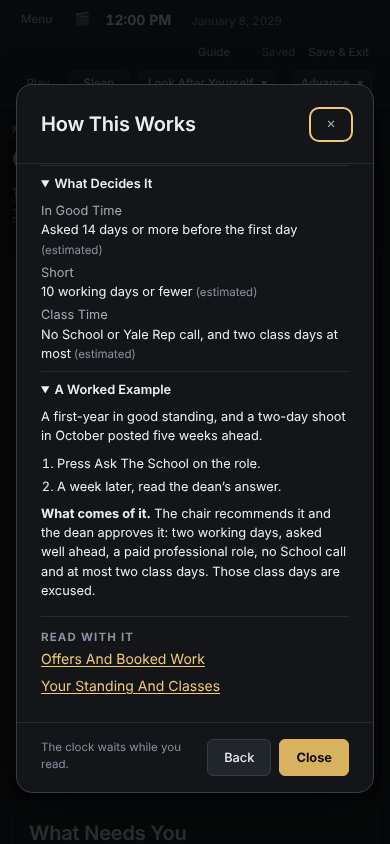 Menu 🎬 12:00 PM January 8, 2029
Guide Saved Save & Exit
Play Sleep Look After Yourself ▾ Advance ▾
How This Works ×
▼ What Decides It
In Good Time
Asked 14 days or more before the first day
(estimated)
Short
10 working days or fewer (estimated)
Class Time
No School or Yale Rep call, and two class days at
most (estimated)
▼ A Worked Example
A first-year in good standing, and a two-day shoot
in October posted five weeks ahead.
1. Press Ask The School on the role.
2. A week later, read the dean’s answer.
What comes of it. The chair recommends it and
the dean approves it: two working days, asked
well ahead, a paid professional role, no School call
and at most two class days. Those class days are
excused.
READ WITH IT
Offers And Booked Work
Your Standing And Classes
The clock waits while you
read.
Back Close
What Needs You